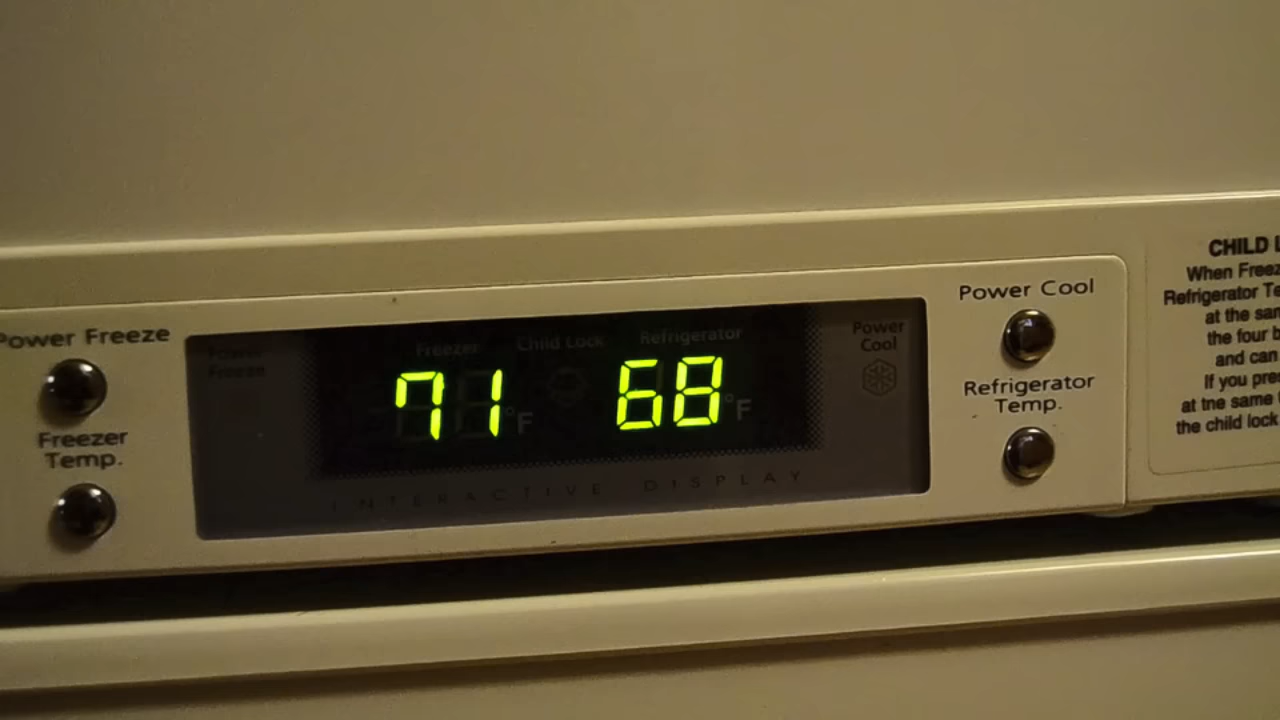 Power Freeze
Freezer
Temp.
Power
Freeze
Freezer
Child Lock
Refrigerator
71 °F
68 °F
Power
Cool
INTERACTIVE DISPLAY
Power Cool
Refrigerator
Temp.
CHILD L
When Freez
Refrigerator Te
at the sam
the four b
and can
If you pre
at tne same t
the child lock